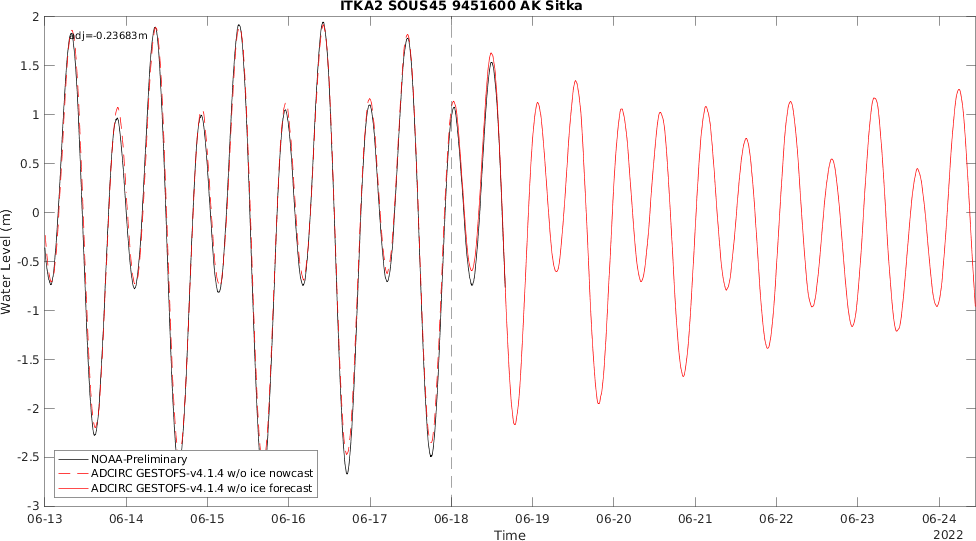 ITKA2 SOUS45 9451600 AK Sitka
adj=-0.23683m
2
1.5
1
0.5
0
-0.5
-1
-1.5
-2
-2.5
-3
Water Level (m)
NOAA-Preliminary
ADCIRC GESTOFS-v4.1.4 w/o ice nowcast
ADCIRC GESTOFS-v4.1.4 w/o ice forecast
06-13 06-14 06-15 06-16 06-17 06-18 06-19 06-20 06-21 06-22 06-23 06-24
Time
2022